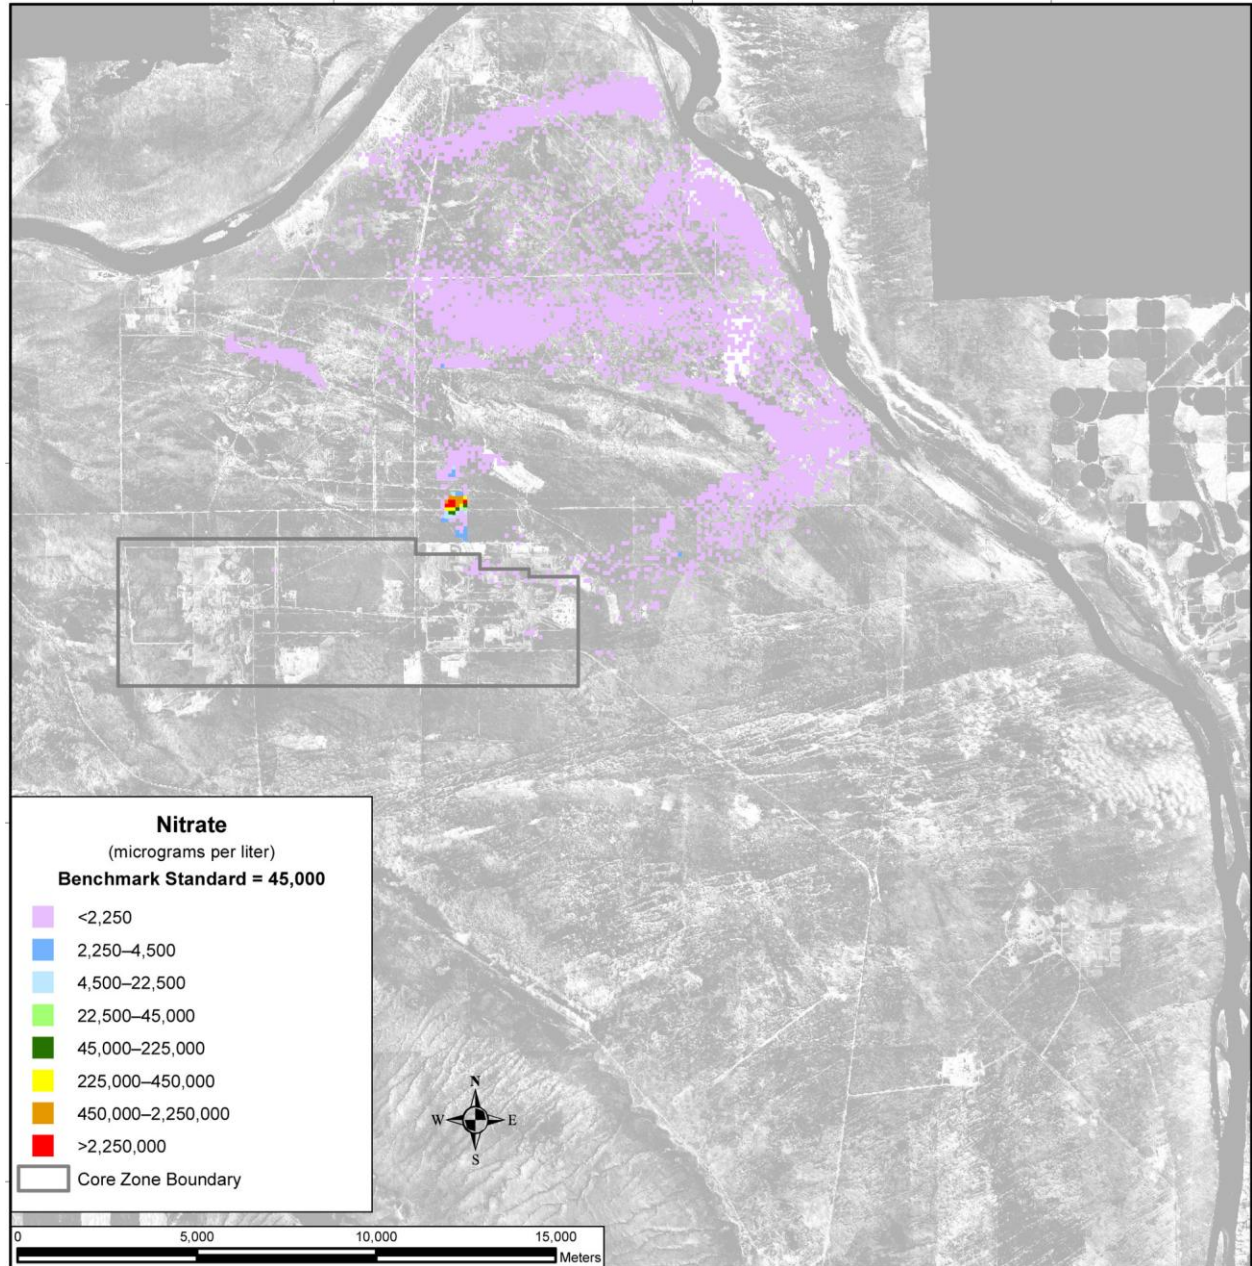 Nitrate
(micrograms per liter)
Benchmark Standard = 45,000
<2,250
2,250–4,500
4,500–22,500
22,500–45,000
45,000–225,000
225,000–450,000
450,000–2,250,000
>2,250,000
Core Zone Boundary
N
W E
S
0 5,000 10,000 15,000
Meters